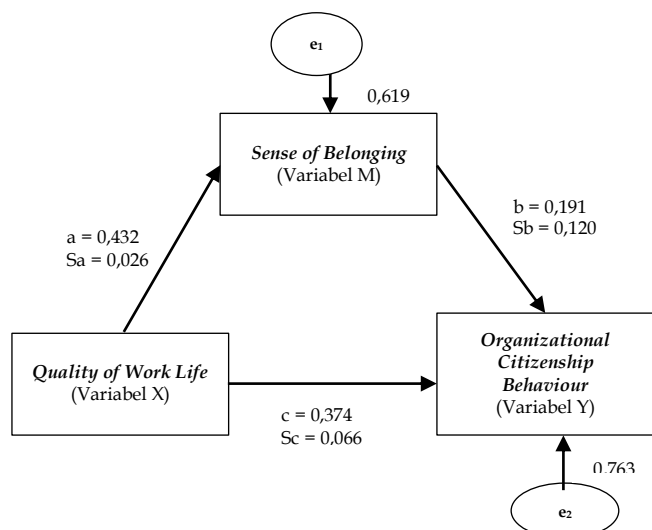 e1
0,619
Sense of Belonging
(Variabel M)
a = 0,432
Sa = 0,026
b = 0,191
Sb = 0,120
Quality of Work Life
(Variabel X)
c = 0,374
Sc = 0,066
Organizational
Citizenship
Behaviour
(Variabel Y)
0,763
e2